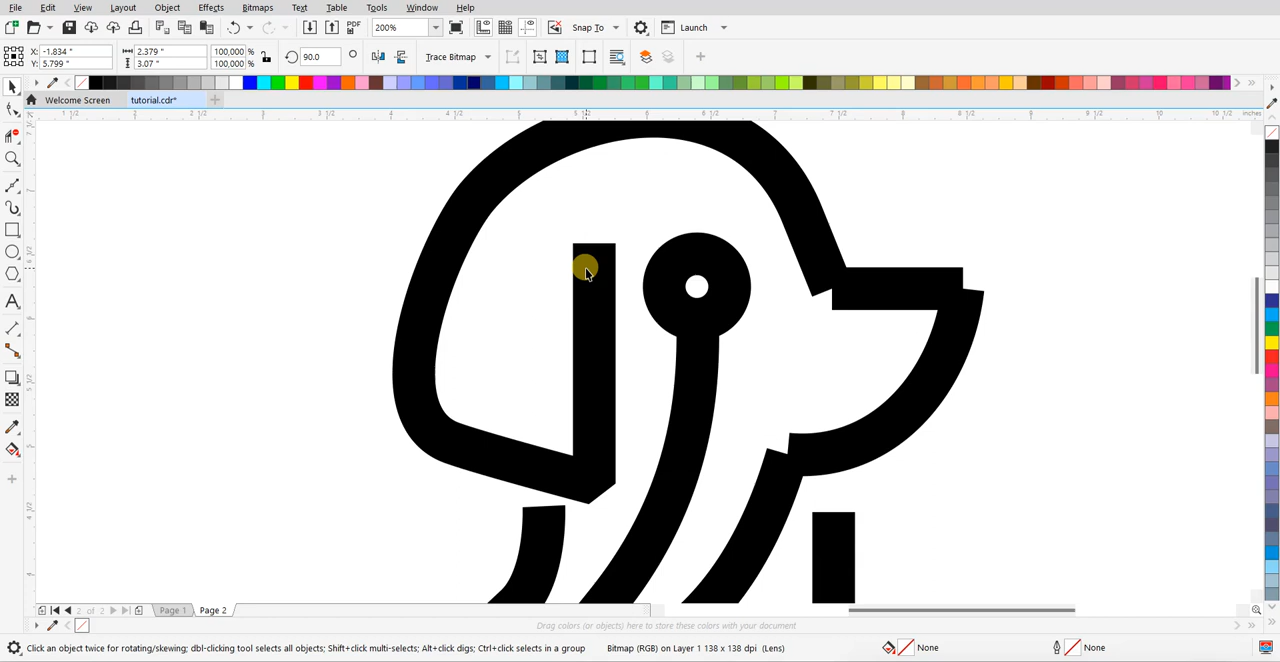 File Edit View Layout Object Effects Bitmaps Text Table Tools Window Help
PDF 200% Snap To Launch
X: -1.834 " 2.379 " 100,000 % 90.0 Trace Bitmap
Y: 5.799 " 3.07 " 100,000 %
Welcome Screen tutorial.cdr*
inches
2 of 2 Page 1 Page 2
Drag colors (or objects) here to store these colors with your document
Click an object twice for rotating/skewing; dbl-clicking tool selects all objects; Shift+click multi-selects; Alt+click digs; Ctrl+click selects in a group Bitmap (RGB) on Layer 1 138 x 138 dpi (Lens) None None